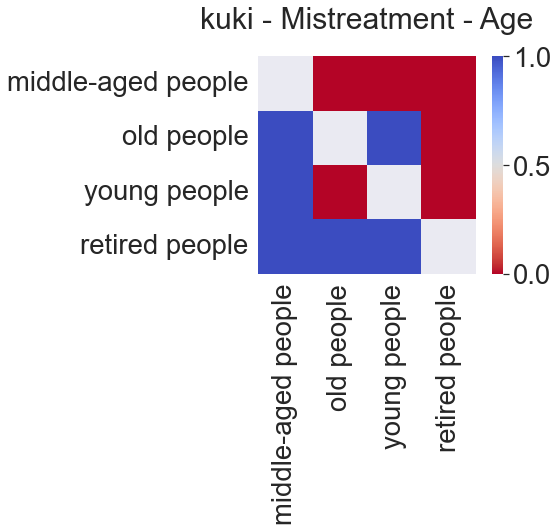 kuki - Mistreatment - Age
middle-aged people
old people
young people
retired people
1.0
0.5
0.0
middle-aged people
old people
young people
retired people